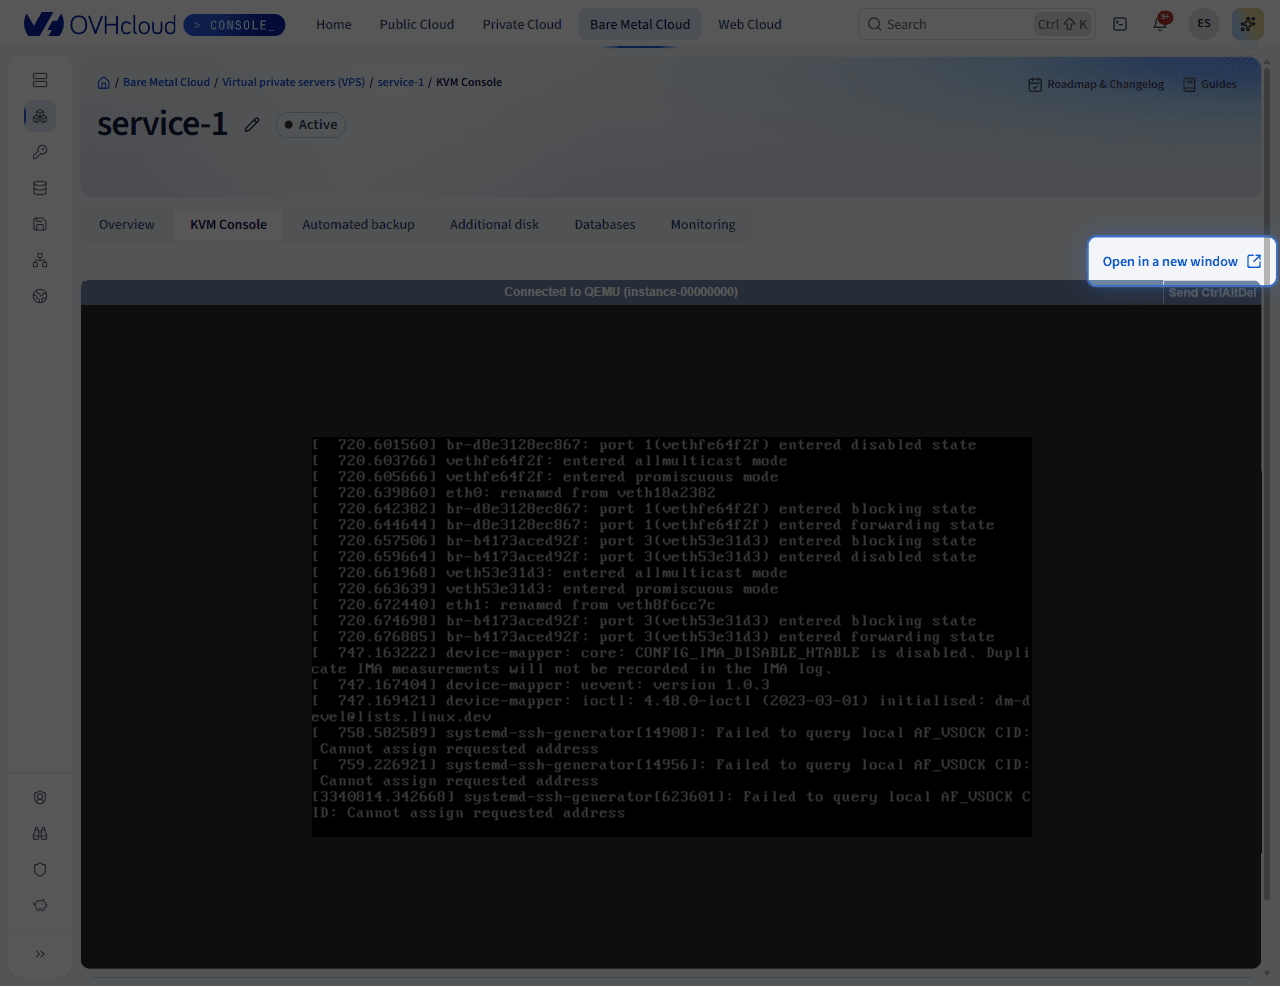 OVHcloud > CONSOLE_ Home Public Cloud Private Cloud Bare Metal Cloud Web Cloud Search Ctrl K 9+ ES
/ Bare Metal Cloud / Virtual private servers (VPS) / service-1 / KVM Console Roadmap & Changelog Guides
service-1 Active
Overview KVM Console Automated backup Additional disk Databases Monitoring
Open in a new window
Connected to QEMU (instance-00000000) Send CtrlAltDel
[  720.601560] br-d8e3128ec867: port 1(vethfe64f2f) entered disabled state
[  720.603766] vethfe64f2f: entered allmulticast mode
[  720.605666] vethfe64f2f: entered promiscuous mode
[  720.639860] eth0: renamed from veth18a2382
[  720.642382] br-d8e3128ec867: port 1(vethfe64f2f) entered blocking state
[  720.644644] br-d8e3128ec867: port 1(vethfe64f2f) entered forwarding state
[  720.657506] br-b4173aced92f: port 3(veth53e31d3) entered blocking state
[  720.659664] br-b4173aced92f: port 3(veth53e31d3) entered disabled state
[  720.661968] veth53e31d3: entered allmulticast mode
[  720.663639] veth53e31d3: entered promiscuous mode
[  720.672440] eth1: renamed from veth8f6cc7c
[  720.674698] br-b4173aced92f: port 3(veth53e31d3) entered blocking state
[  720.676885] br-b4173aced92f: port 3(veth53e31d3) entered forwarding state
[  747.163222] device-mapper: core: CONFIG_IMA_DISABLE_HTABLE is disabled. Dupli
cate IMA measurements will not be recorded in the IMA log.
[  747.167404] device-mapper: uevent: version 1.0.3
[  747.169421] device-mapper: ioctl: 4.48.0-ioctl (2023-03-01) initialised: dm-d
evel@lists.linux.dev
[  758.582589] systemd-ssh-generator[14908]: Failed to query local AF_VSOCK CID:
 Cannot assign requested address
[  759.226921] systemd-ssh-generator[14956]: Failed to query local AF_VSOCK CID:
 Cannot assign requested address
[3340814.342668] systemd-ssh-generator[623601]: Failed to query local AF_VSOCK C
ID: Cannot assign requested address